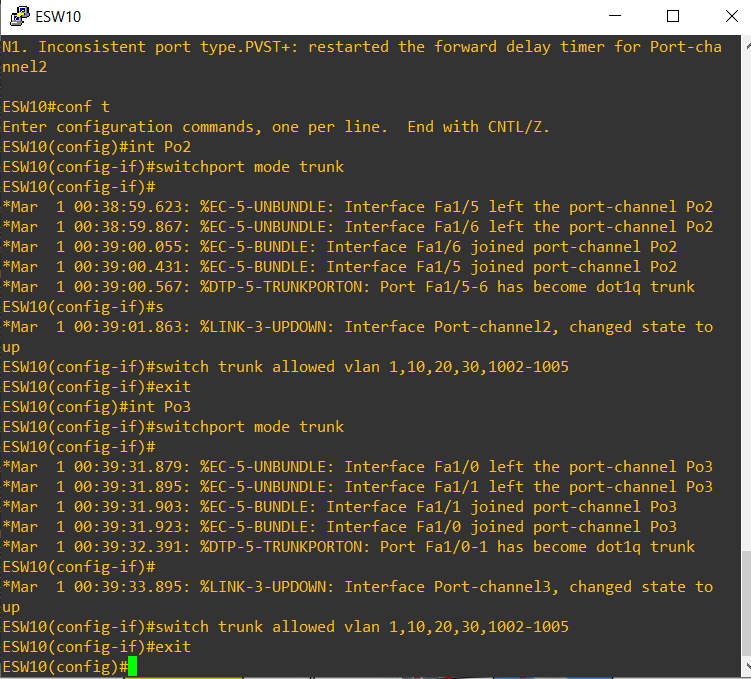 ESW10
N1. Inconsistent port type.PVST+: restarted the forward delay timer for Port-cha
nnel2
ESW10#conf t
Enter configuration commands, one per line.  End with CNTL/Z.
ESW10(config)#int Po2
ESW10(config-if)#switchport mode trunk
ESW10(config-if)#
*Mar  1 00:38:59.623: %EC-5-UNBUNDLE: Interface Fa1/5 left the port-channel Po2
*Mar  1 00:38:59.867: %EC-5-UNBUNDLE: Interface Fa1/6 left the port-channel Po2
*Mar  1 00:39:00.055: %EC-5-BUNDLE: Interface Fa1/6 joined port-channel Po2
*Mar  1 00:39:00.431: %EC-5-BUNDLE: Interface Fa1/5 joined port-channel Po2
*Mar  1 00:39:00.567: %DTP-5-TRUNKPORTON: Port Fa1/5-6 has become dot1q trunk
ESW10(config-if)#s
*Mar  1 00:39:01.863: %LINK-3-UPDOWN: Interface Port-channel2, changed state to
up
ESW10(config-if)#switch trunk allowed vlan 1,10,20,30,1002-1005
ESW10(config-if)#exit
ESW10(config)#int Po3
ESW10(config-if)#switchport mode trunk
ESW10(config-if)#
*Mar  1 00:39:31.879: %EC-5-UNBUNDLE: Interface Fa1/0 left the port-channel Po3
*Mar  1 00:39:31.895: %EC-5-UNBUNDLE: Interface Fa1/1 left the port-channel Po3
*Mar  1 00:39:31.903: %EC-5-BUNDLE: Interface Fa1/1 joined port-channel Po3
*Mar  1 00:39:31.923: %EC-5-BUNDLE: Interface Fa1/0 joined port-channel Po3
*Mar  1 00:39:32.391: %DTP-5-TRUNKPORTON: Port Fa1/0-1 has become dot1q trunk
ESW10(config-if)#
*Mar  1 00:39:33.895: %LINK-3-UPDOWN: Interface Port-channel3, changed state to
up
ESW10(config-if)#switch trunk allowed vlan 1,10,20,30,1002-1005
ESW10(config-if)#exit
ESW10(config)#